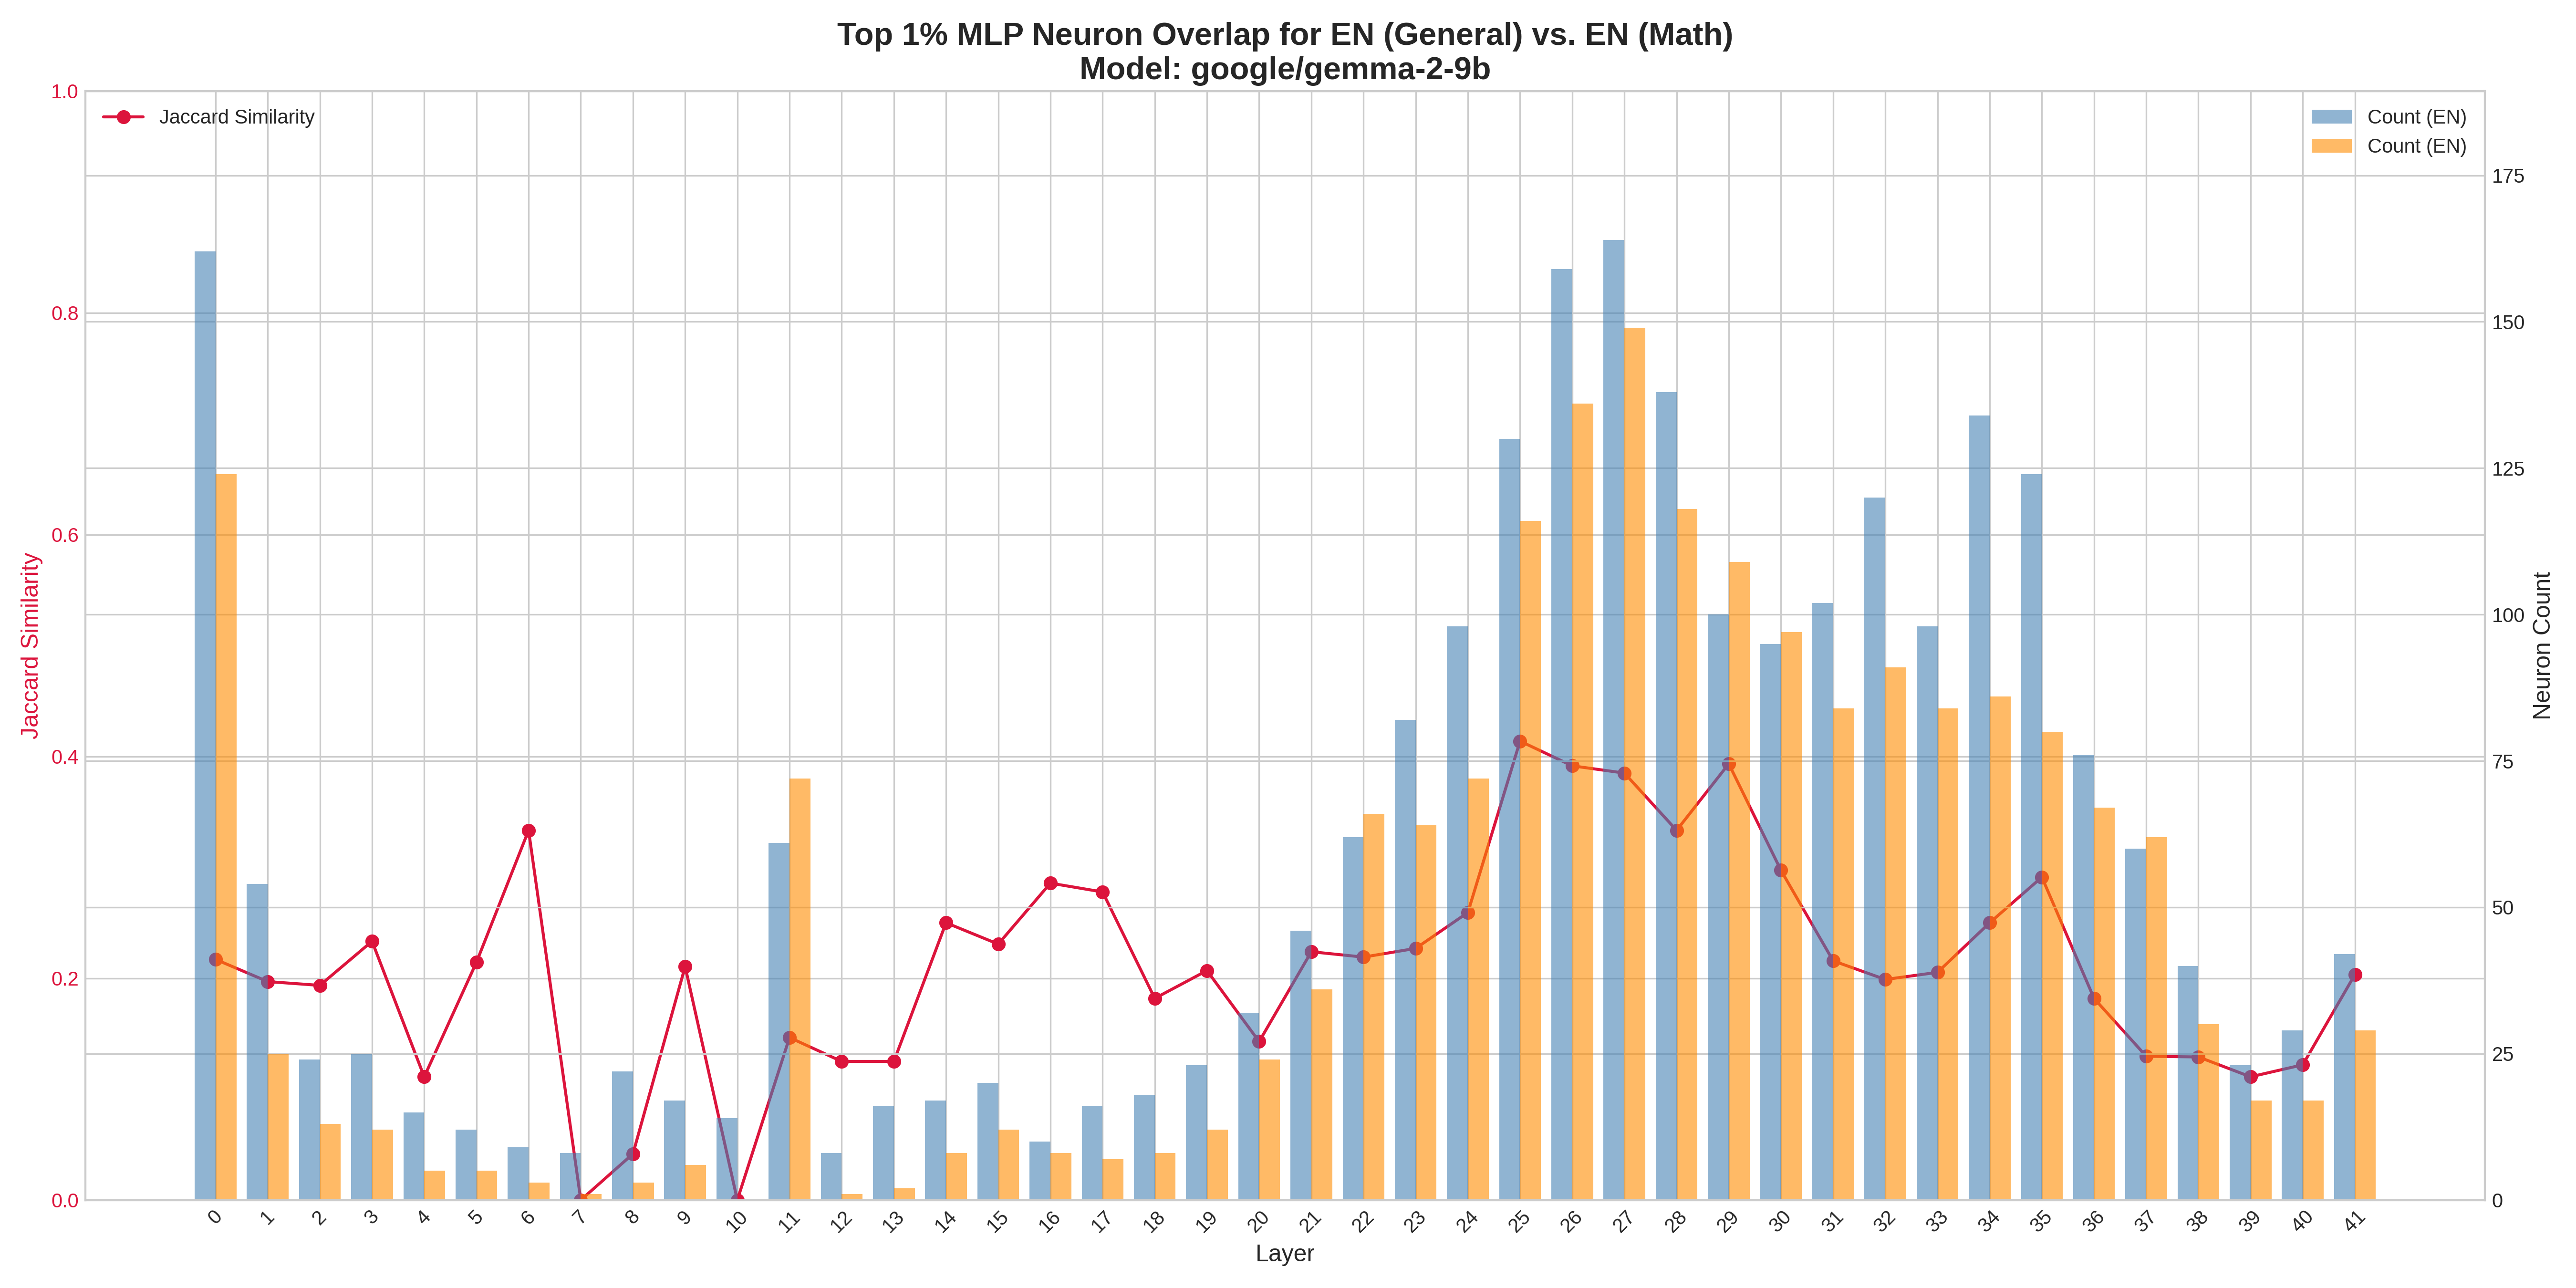 Top 1% MLP Neuron Overlap for EN (General) vs. EN (Math)
Model: google/gemma-2-9b
Jaccard Similarity
Count (EN)
Count (EN)
Jaccard Similarity
1.0
0.8
0.6
0.4
0.2
0.0
Neuron Count
175
150
125
100
75
50
25
0
0 1 2 3 4 5 6 7 8 9 10 11 12 13 14 15 16 17 18 19 20 21 22 23 24 25 26 27 28 29 30 31 32 33 34 35 36 37 38 39 40 41
Layer